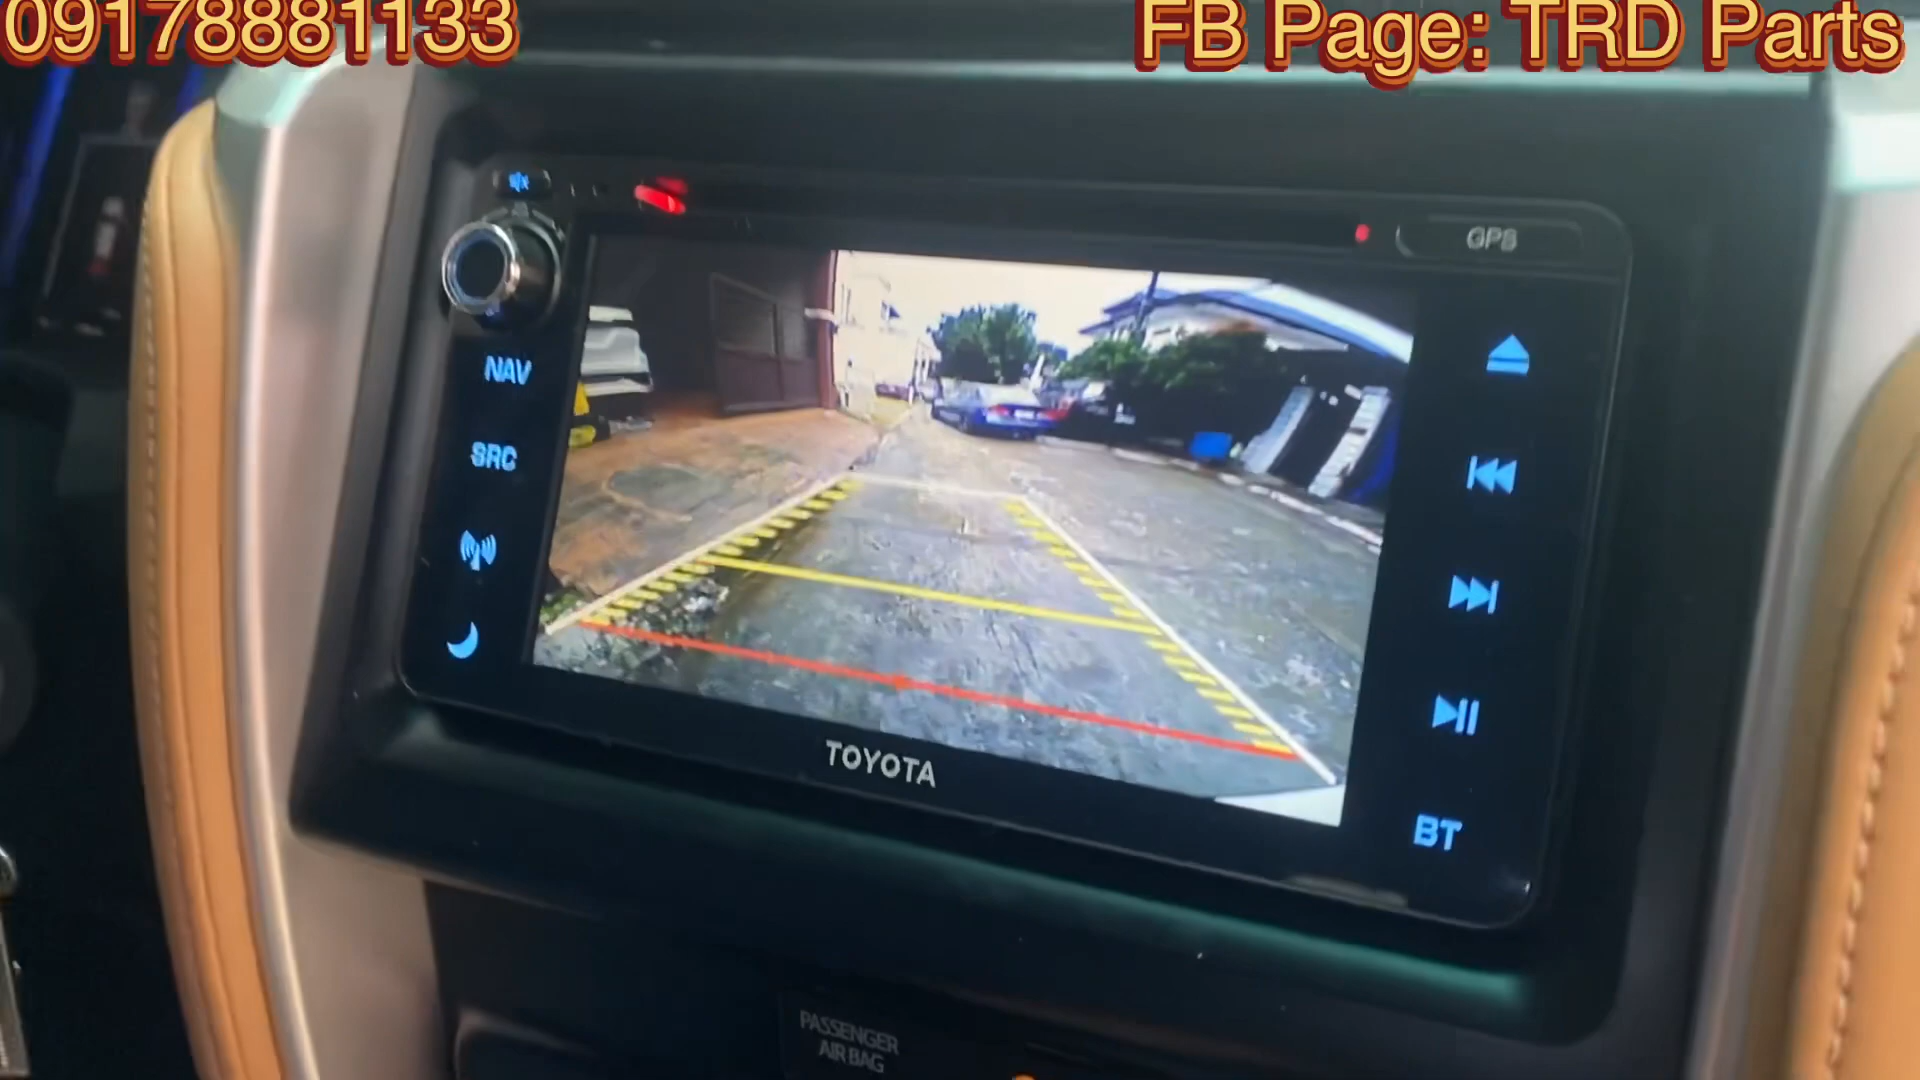 09178881133
FB Page: TRD Parts
GPS
NAV
SRC
TOYOTA
BT
PASSENGER
AIR BAG